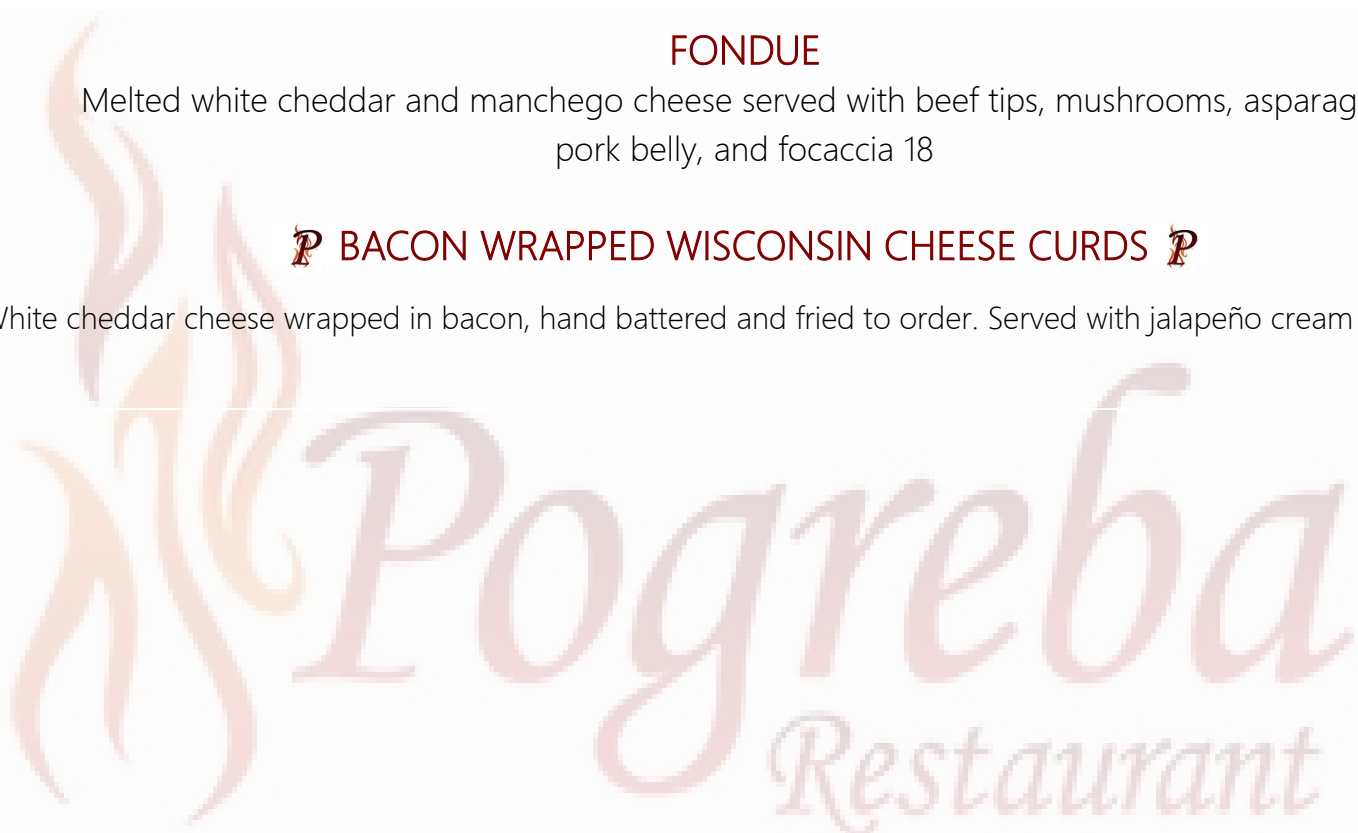 FONDUE
Melted white cheddar and manchego cheese served with beef tips, mushrooms, asparag
pork belly, and focaccia 18
P BACON WRAPPED WISCONSIN CHEESE CURDS P
White cheddar cheese wrapped in bacon, hand battered and fried to order. Served with jalapeño cream
Pogreba
Restaurant